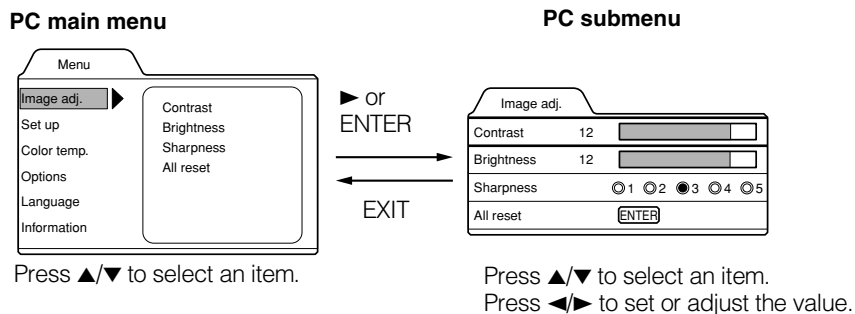 PC main menu
Menu
Image adj.
Set up
Color temp.
Options
Language
Information
Contrast
Brightness
Sharpness
All reset
Press ▲/▼ to select an item.
► or
ENTER
EXIT
PC submenu
Image adj.
Contrast 12
Brightness 12
Sharpness 1 2 3 4 5
All reset ENTER
Press ▲/▼ to select an item.
Press ◄/► to set or adjust the value.